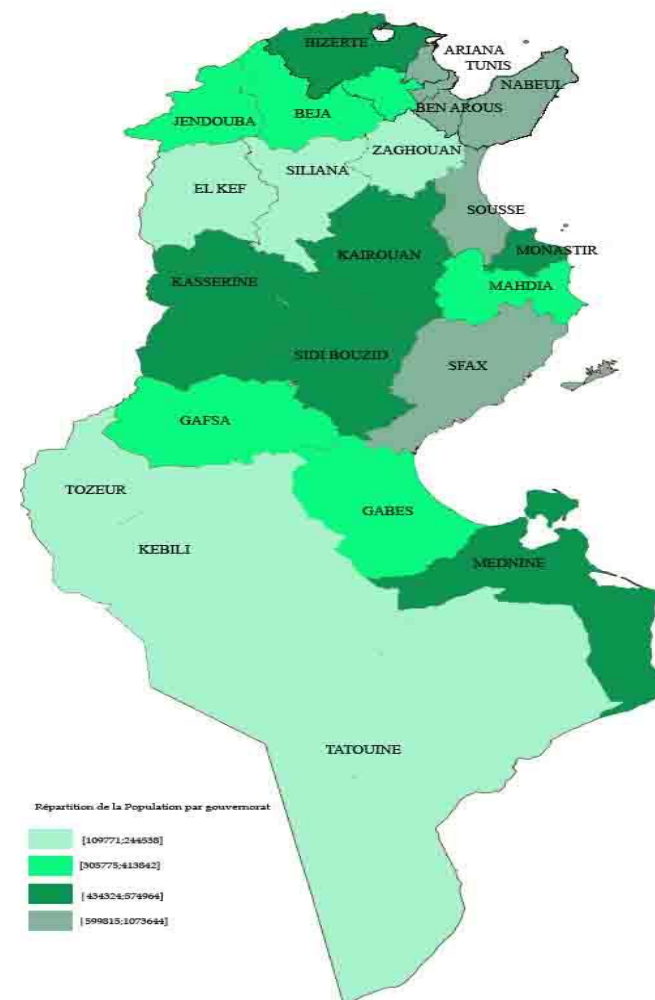 BIZERTE
ARIANA
TUNIS
NABEUL
BEN AROUS
BEJA
JENDOUBA
ZAGHOUAN
SILIANA
EL KEF
SOUSSE
MONASTIR
KAIROUAN
KASSERINE
MAHDIA
SIDI BOUZID
SFAX
GAFSA
TOZEUR
GABES
KEBILI
MEDNINE
TATOUINE
Répartition de la Population par gouvernorat
[109771;244538]
[305775;413842]
[434324;574964]
[599815;1073644]